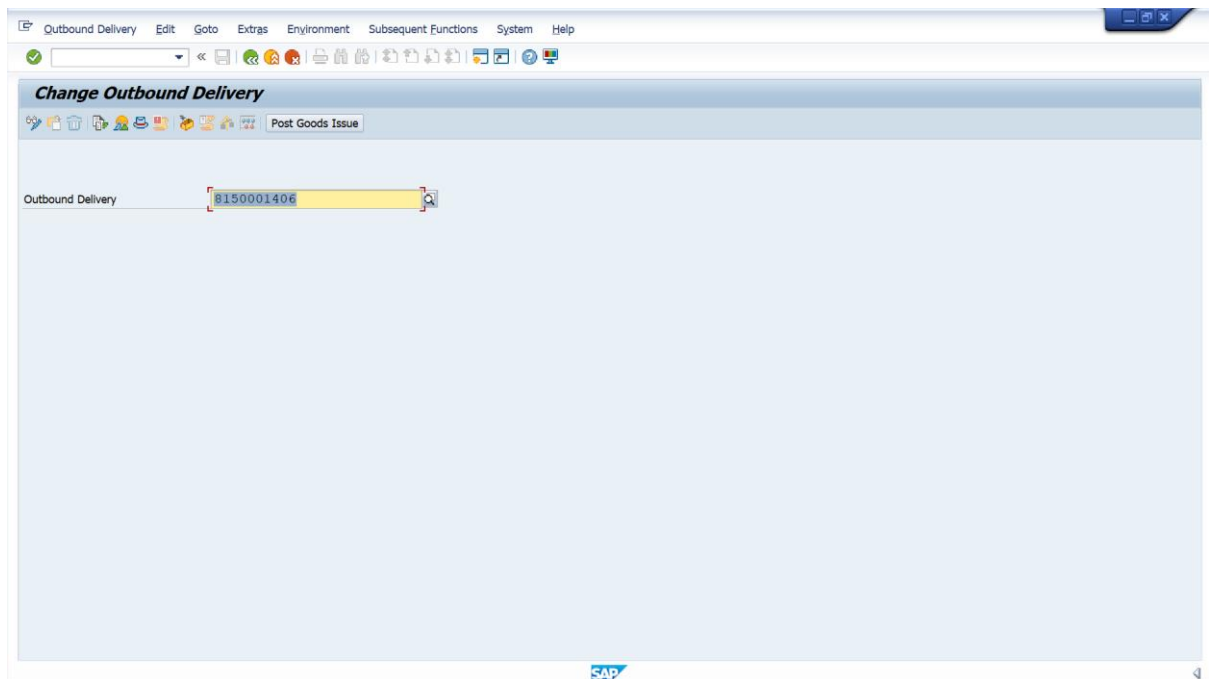 Outbound Delivery Edit Goto Extras Environment Subsequent Functions System Help
Change Outbound Delivery
Post Goods Issue
Outbound Delivery 8150001406
SAP